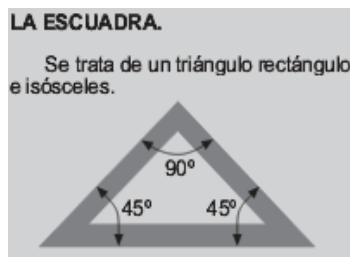 LA ESCUADRA.
Se trata de un triángulo rectángulo
e isósceles.
90º
45º 45º